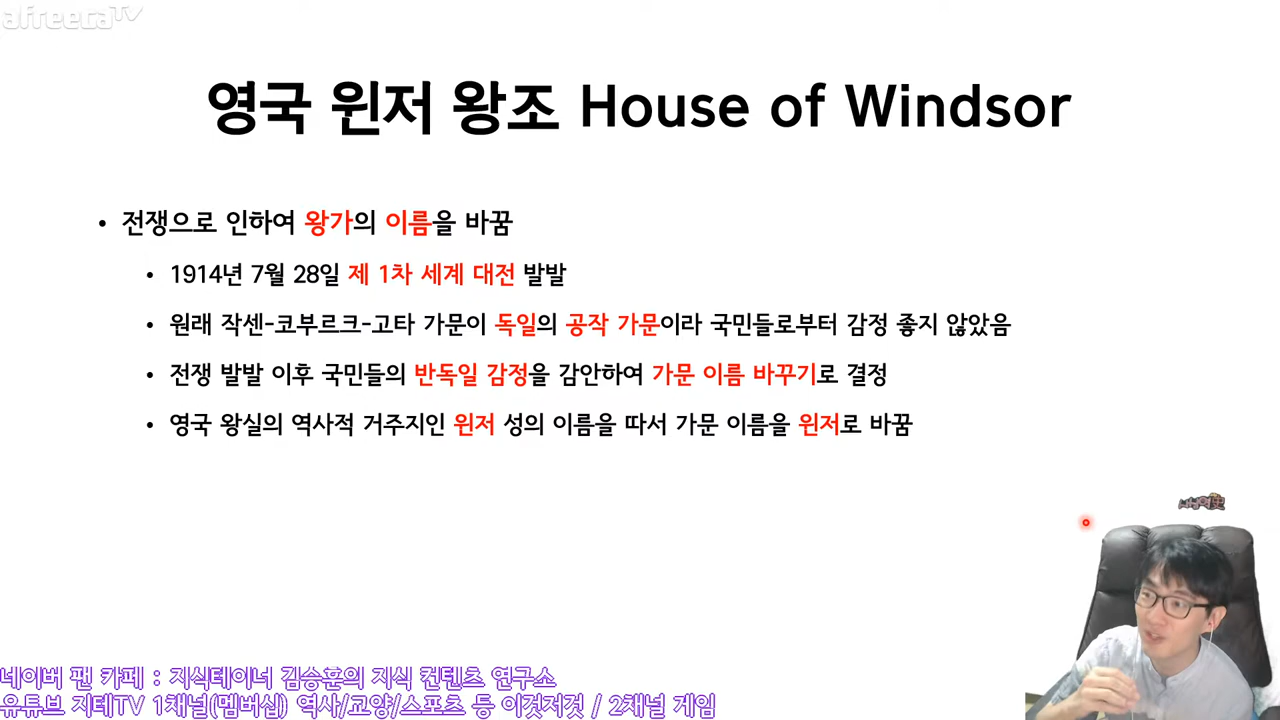 afreecaTV
영국 윈저 왕조 House of Windsor
• 전쟁으로 인하여 왕가의 이름을 바꿈
• 1914년 7월 28일 제 1차 세계 대전 발발
• 원래 작센-코부르크-고타 가문이 독일의 공작 가문이라 국민들로부터 감정 좋지 않았음
• 전쟁 발발 이후 국민들의 반독일 감정을 감안하여 가문 이름 바꾸기로 결정
• 영국 왕실의 역사적 거주지인 윈저 성의 이름을 따서 가문 이름을 윈저로 바꿈
네이버 팬 카페 : 지식테이너 김승훈의 지식 컨텐츠 연구소
유튜브 지테TV 1채널(멤버십) 역사/교양/스포츠 등 이것저것 / 2채널 게임